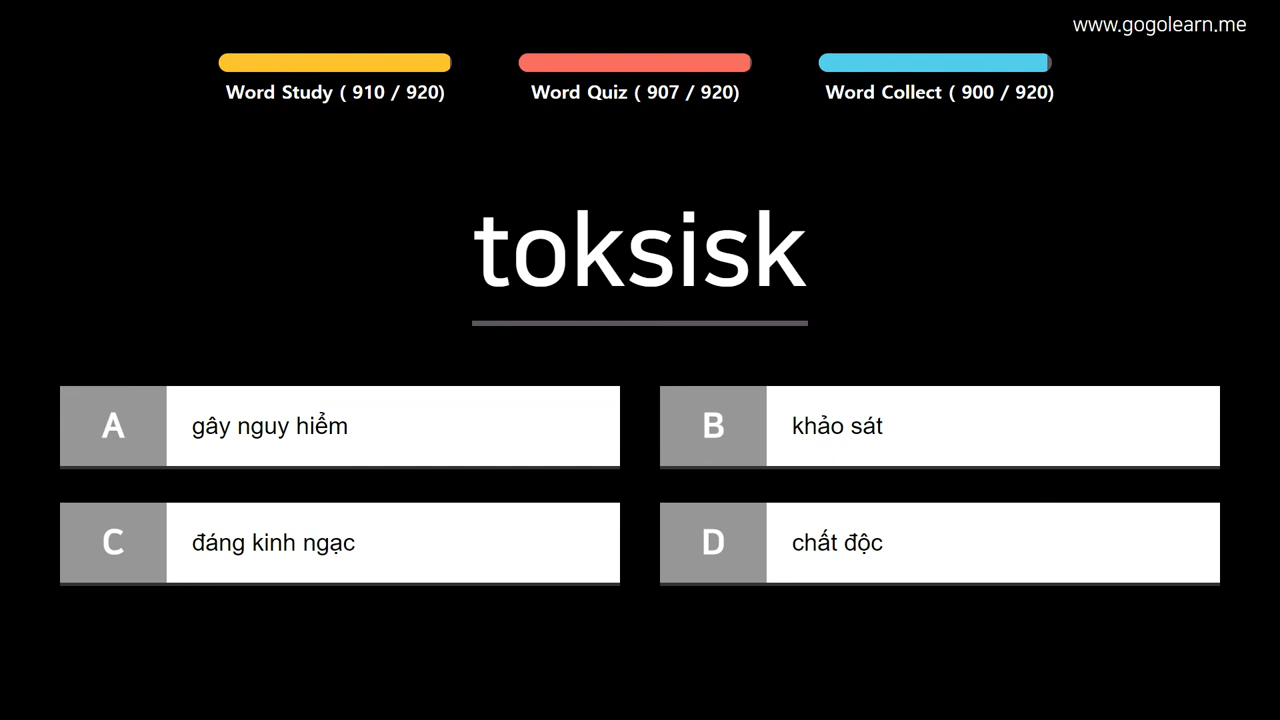 www.gogolearn.me
Word Study ( 910 / 920)
Word Quiz ( 907 / 920)
Word Collect ( 900 / 920)
toksisk
A gây nguy hiểm
B khảo sát
C đáng kinh ngạc
D chất độc